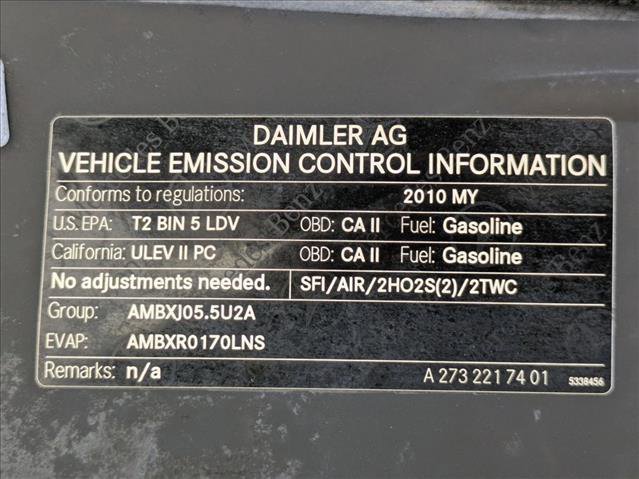 DAIMLER AG
VEHICLE EMISSION CONTROL INFORMATION
Conforms to regulations: 2010 MY
U.S. EPA: T2 BIN 5 LDV OBD: CA II Fuel: Gasoline
California: ULEV II PC OBD: CA II Fuel: Gasoline
No adjustments needed. SFI/AIR/2HO2S(2)/2TWC
Group: AMBXJ05.5U2A
EVAP: AMBXR0170LNS
Remarks: n/a A 273 221 74 01 5338456